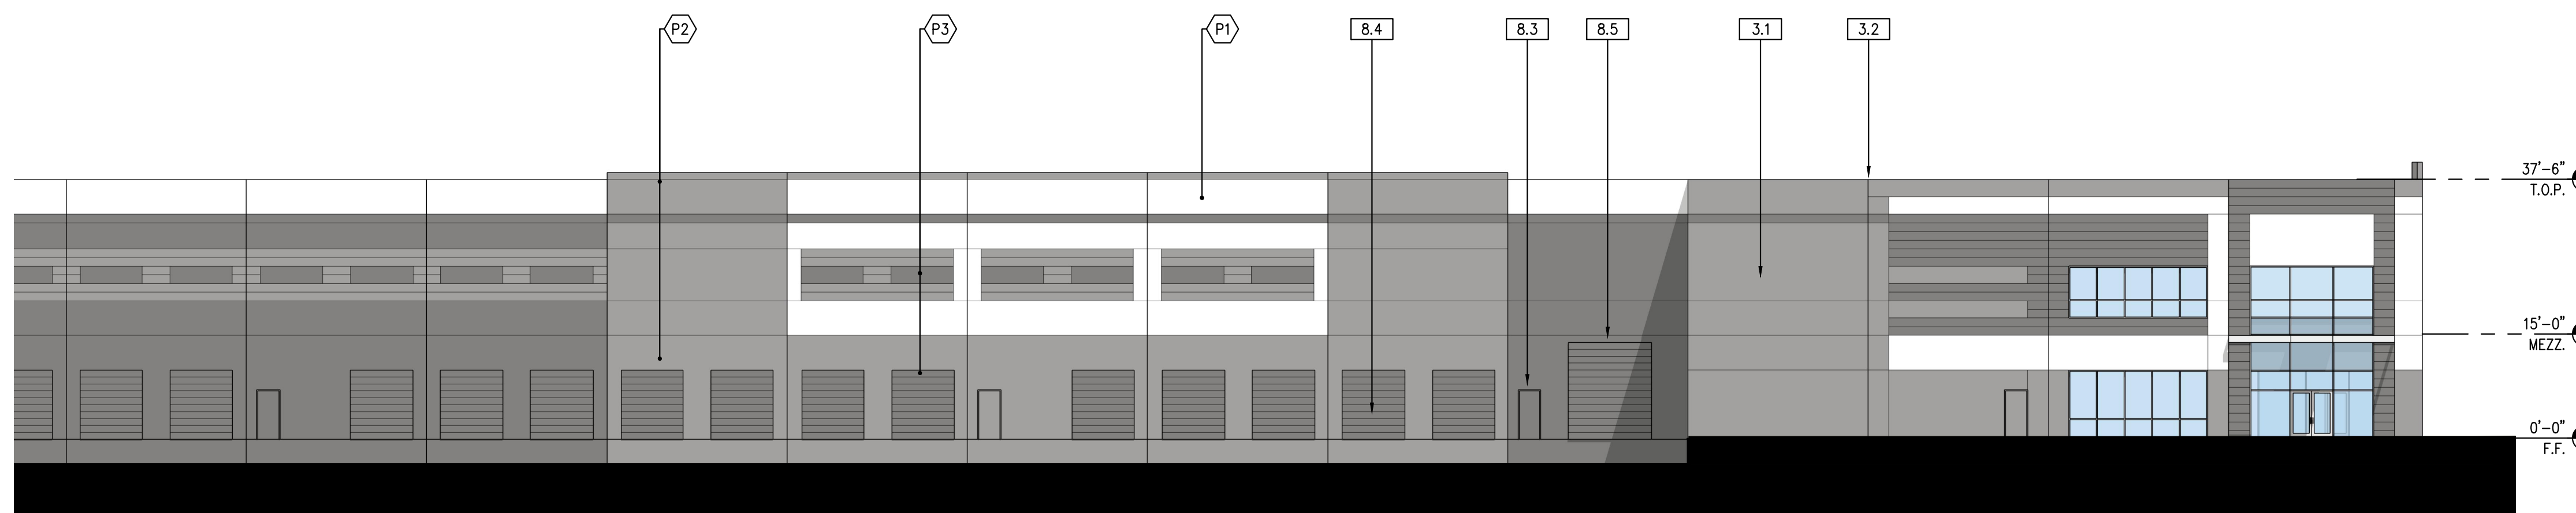 P2 P3 P1 8.4 8.3 8.5 3.1 3.2
37'-6"
T.O.P.
15'-0"
MEZZ.
0'-0"
F.F.